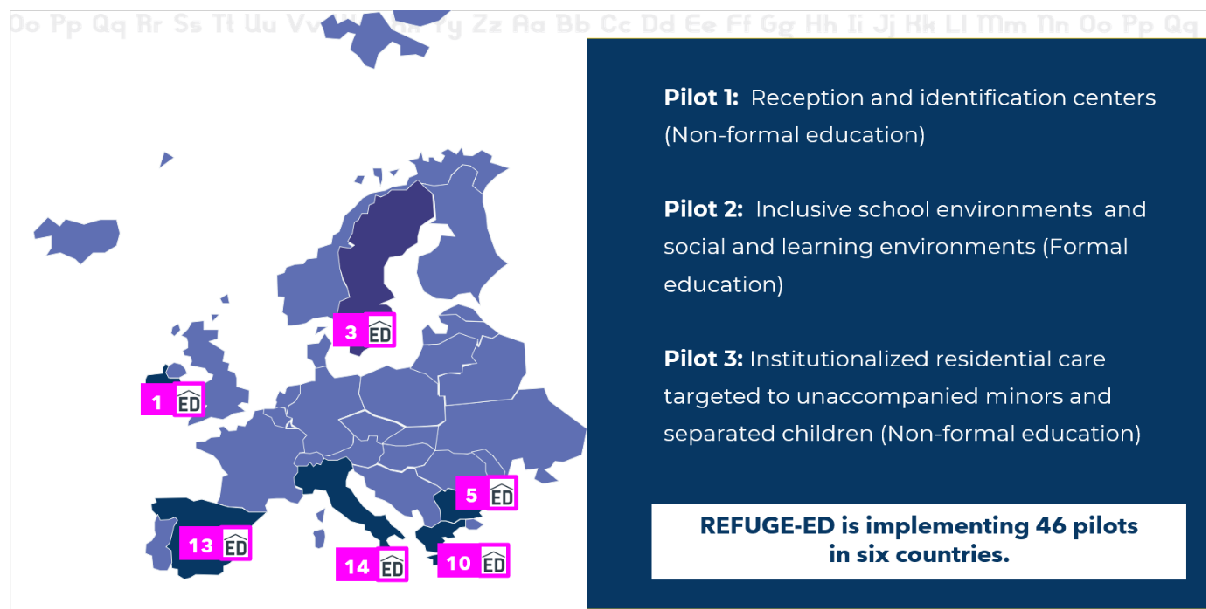 Oo Pp Qq Rr Ss Tt Uu Vv Yy Zz Aa Bb Cc Dd Ee Ff Gg Hh Ii Jj Kk Ll Mm Nn Oo Pp Qq
Pilot 1: Reception and identification centers
(Non-formal education)
Pilot 2: Inclusive school environments and
social and learning environments (Formal
education)
Pilot 3: Institutionalized residential care
targeted to unaccompanied minors and
separated children (Non-formal education)
REFUGE-ED is implementing 46 pilots
in six countries.
3 ED
1 ED
5 ED
13 ED
14 ED
10 ED